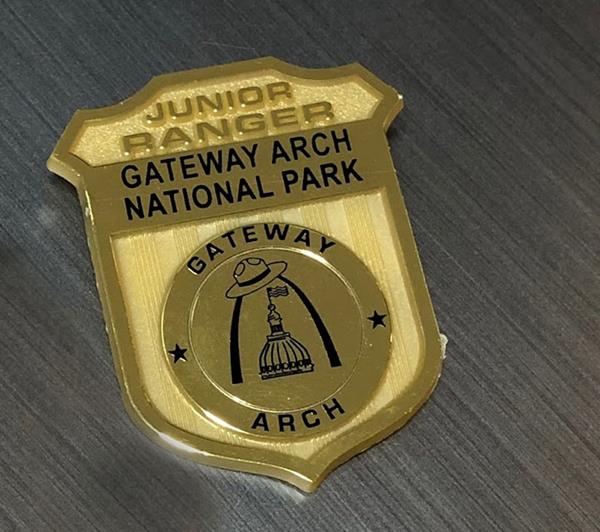 JUNIOR
RANGER
GATEWAY ARCH
NATIONAL PARK
GATEWAY
ARCH